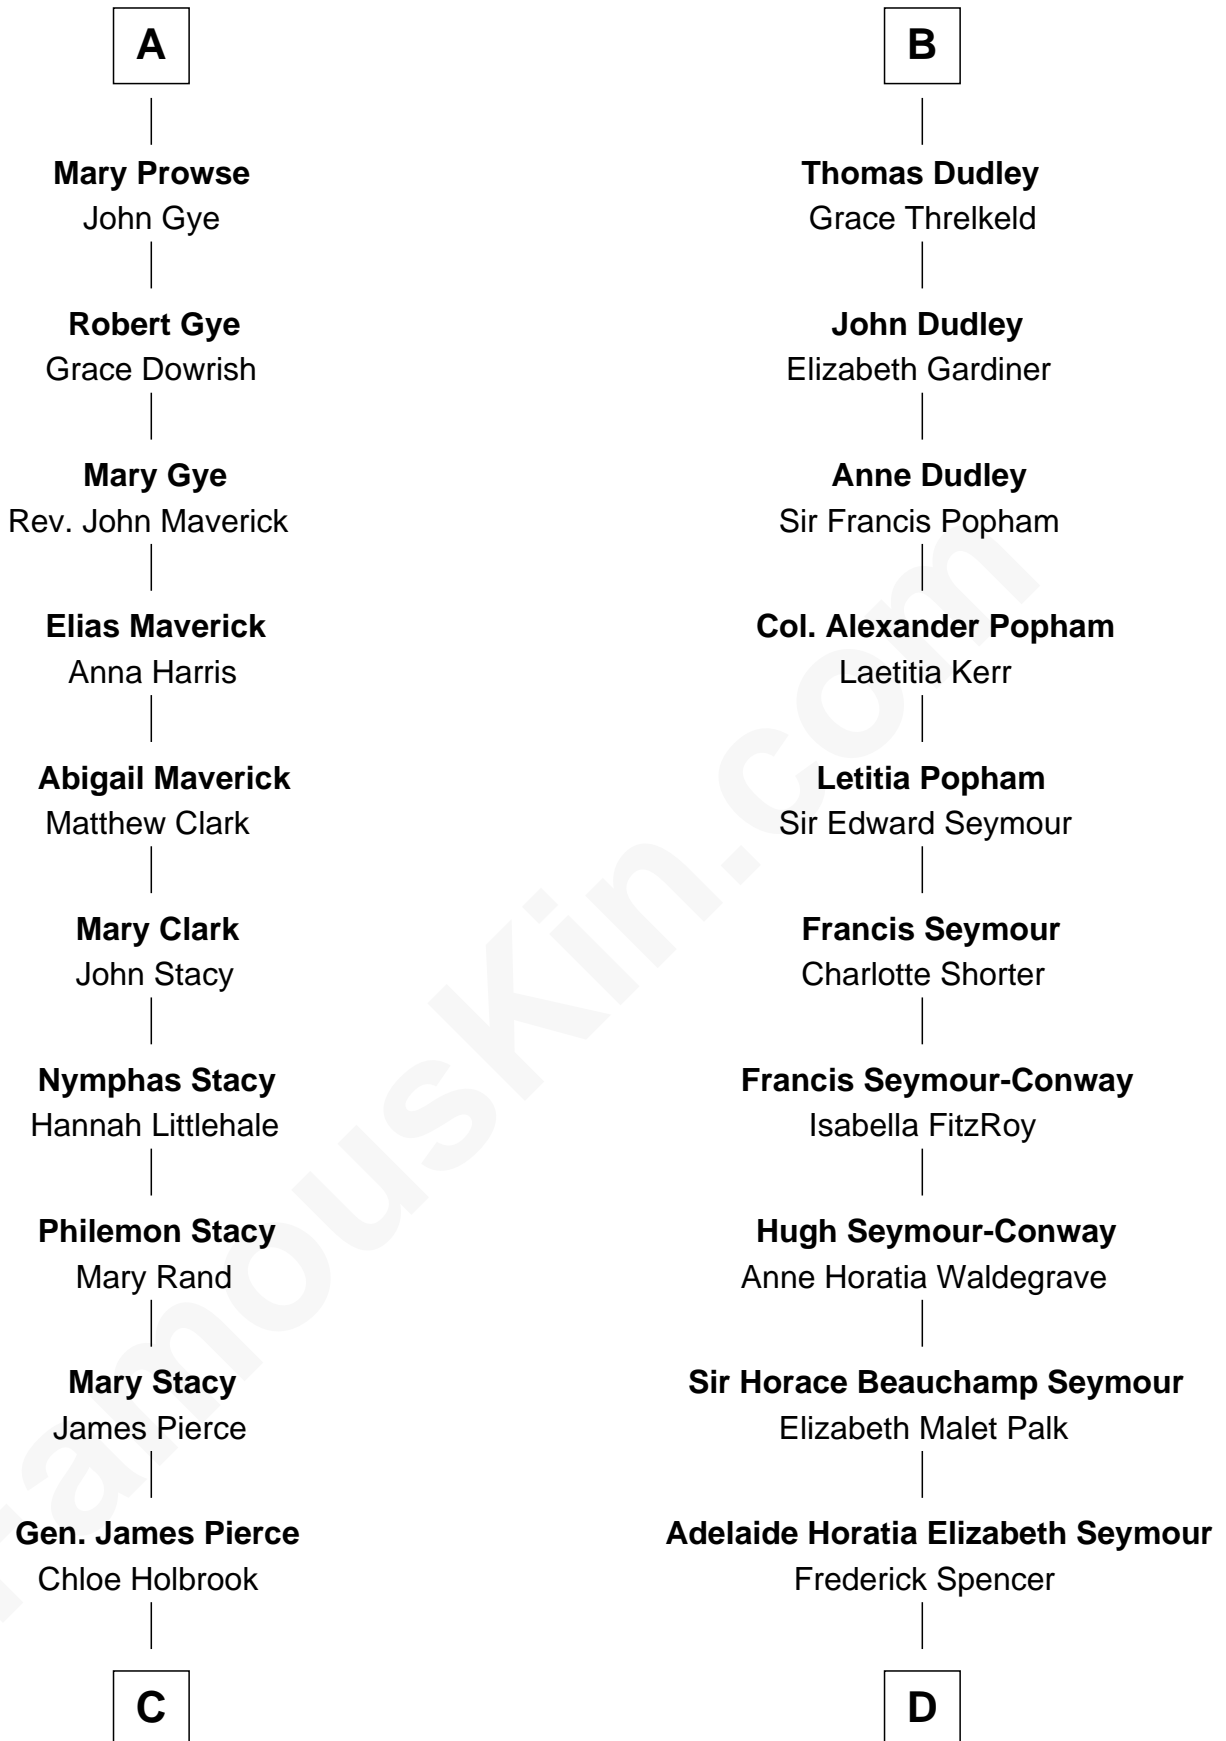 A
Mary Prowse
John Gye
Robert Gye
Grace Dowrish
Mary Gye
Rev. John Maverick
Elias Maverick
Anna Harris
Abigail Maverick
Matthew Clark
Mary Clark
John Stacy
Nymphas Stacy
Hannah Littlehale
Philemon Stacy
Mary Rand
Mary Stacy
James Pierce
Gen. James Pierce
Chloe Holbrook
C
B
Thomas Dudley
Grace Threlkeld
John Dudley
Elizabeth Gardiner
Anne Dudley
Sir Francis Popham
Col. Alexander Popham
Laetitia Kerr
Letitia Popham
Sir Edward Seymour
Francis Seymour
Charlotte Shorter
Francis Seymour-Conway
Isabella FitzRoy
Hugh Seymour-Conway
Anne Horatia Waldegrave
Sir Horace Beauchamp Seymour
Elizabeth Malet Palk
Adelaide Horatia Elizabeth Seymour
Frederick Spencer
D
FamousKin.com